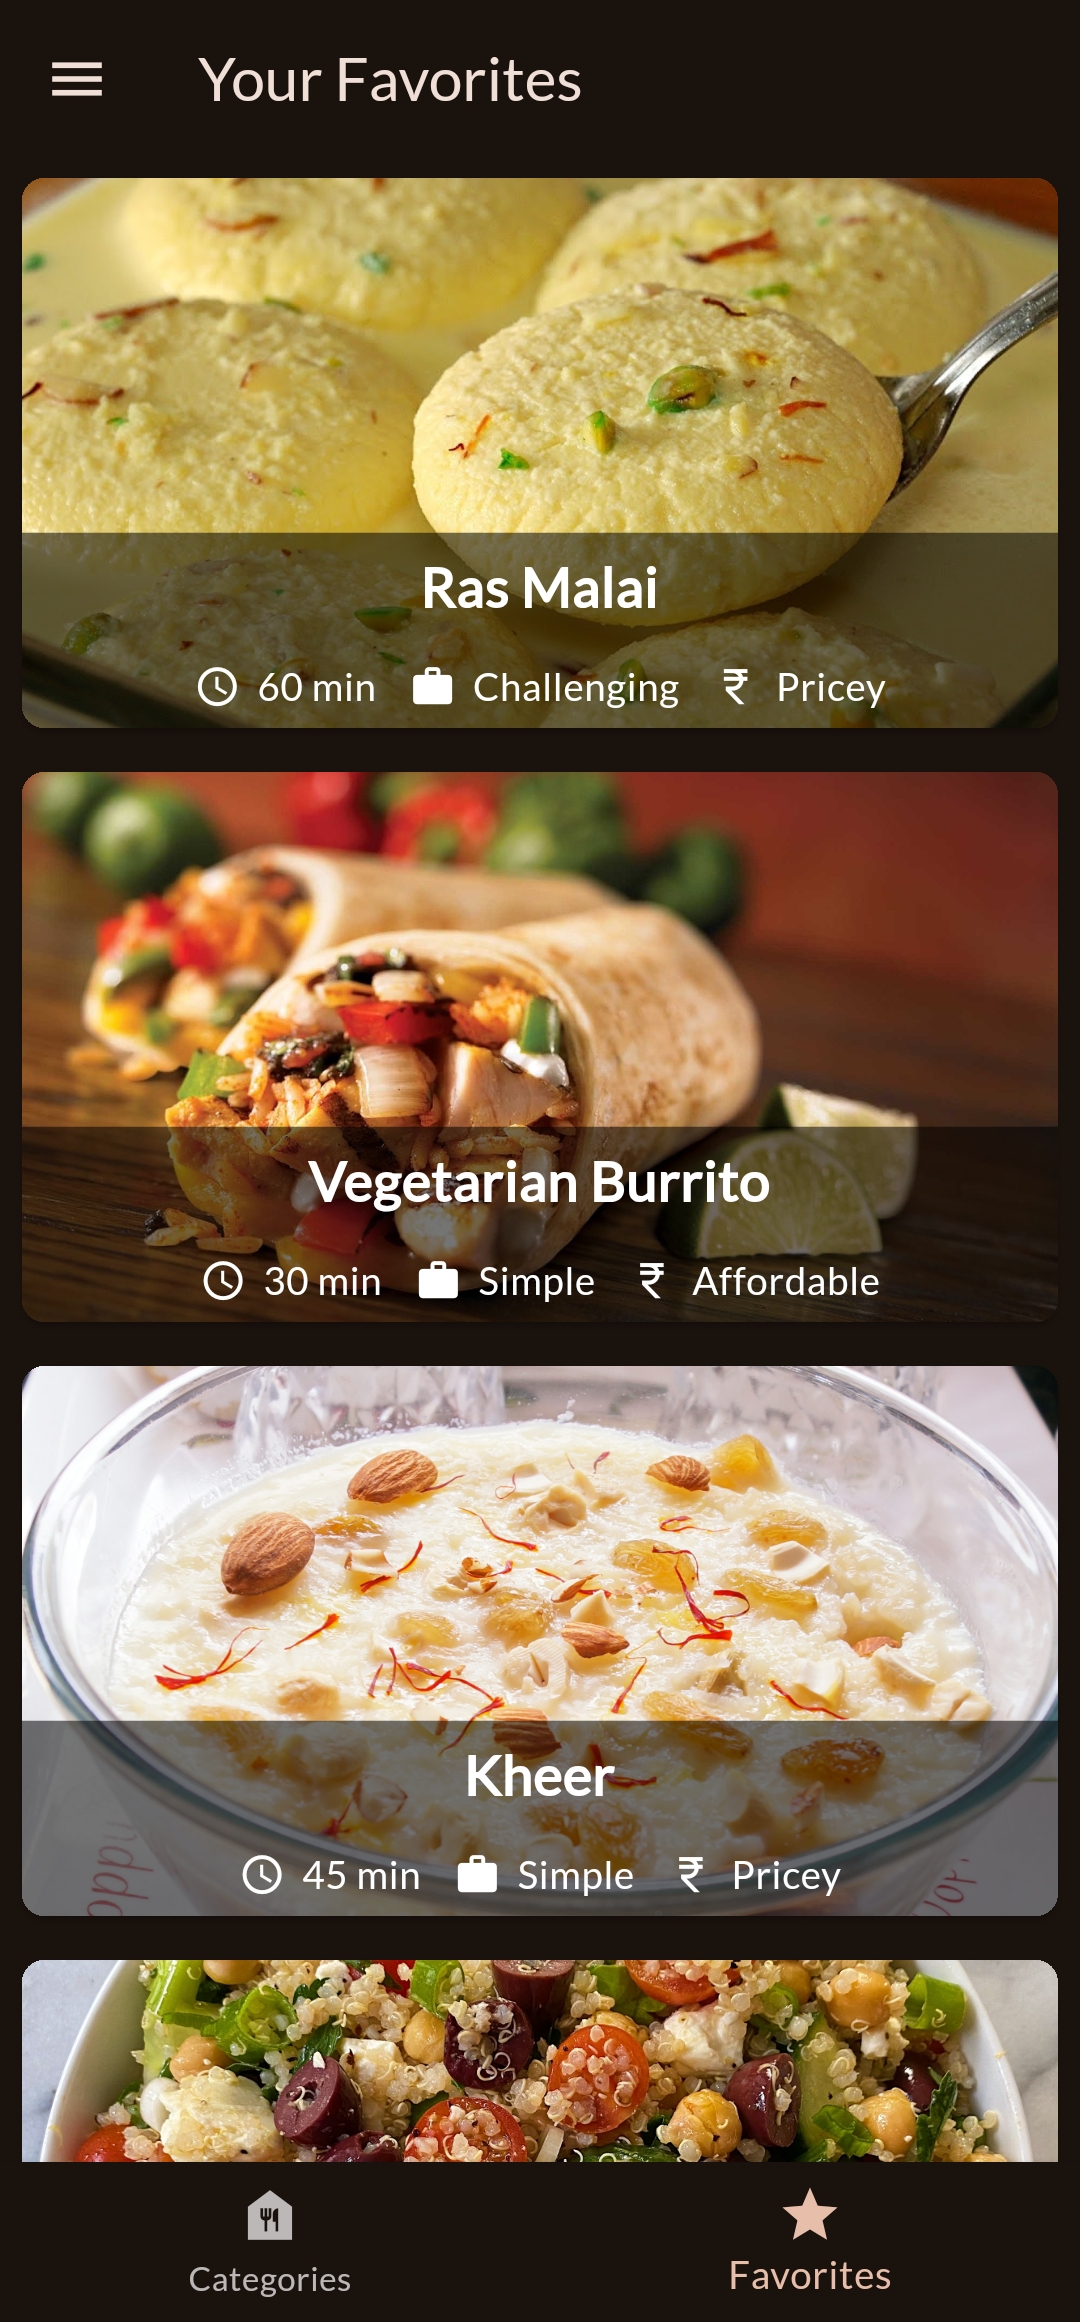 Your Favorites
Ras Malai
60 min Challenging ₹ Pricey
Vegetarian Burrito
30 min Simple ₹ Affordable
Kheer
45 min Simple ₹ Pricey
Categories Favorites